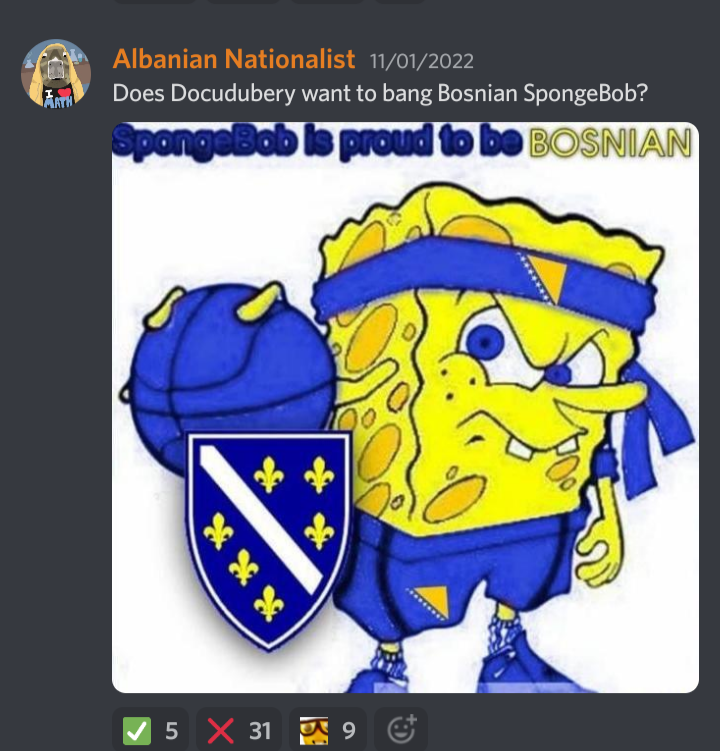 Albanian Nationalist 11/01/2022
Does Docudubery want to bang Bosnian SpongeBob?
SpongeBob is proud to be BOSNIAN
I ❤ MATH
5 31 9